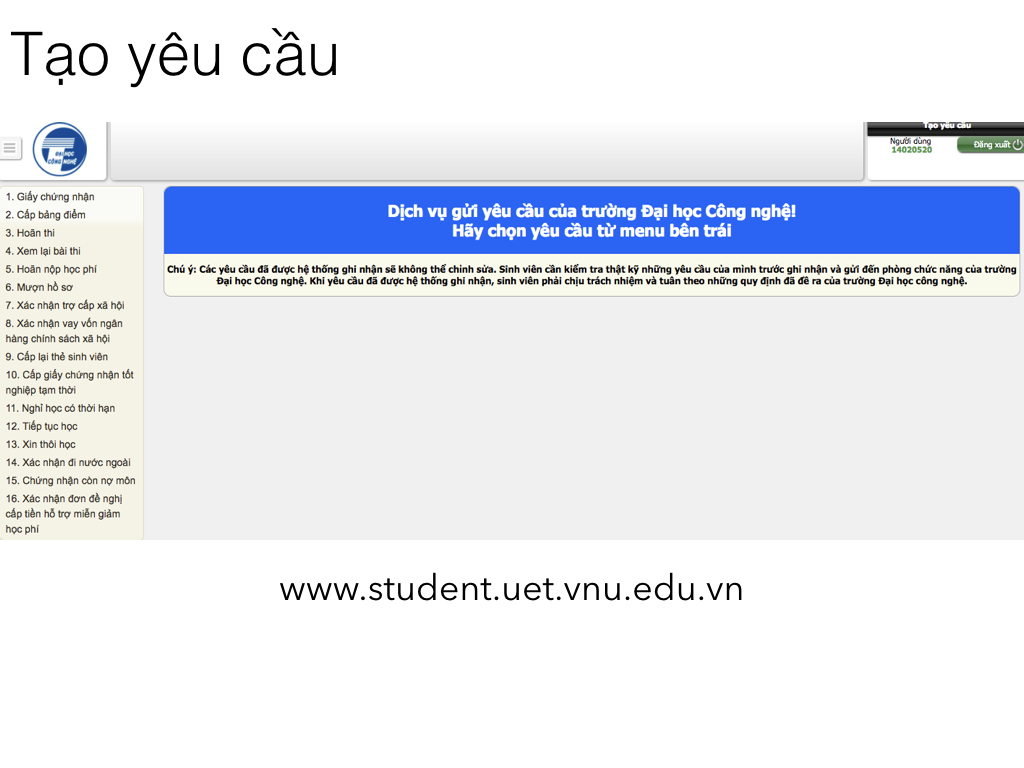 Tạo yêu cầu
ĐẠI HỌC
CÔNG NGHỆ
Tạo yêu cầu
Người dùng
14020520
Đăng xuất
1. Giấy chứng nhận
2. Cấp bảng điểm
3. Hoãn thi
4. Xem lại bài thi
5. Hoãn nộp học phí
6. Mượn hồ sơ
7. Xác nhận trợ cấp xã hội
8. Xác nhận vay vốn ngân
hàng chính sách xã hội
9. Cấp lại thẻ sinh viên
10. Cấp giấy chứng nhận tốt
nghiệp tạm thời
11. Nghỉ học có thời hạn
12. Tiếp tục học
13. Xin thôi học
14. Xác nhận đi nước ngoài
15. Chứng nhận còn nợ môn
16. Xác nhận đơn đề nghị
cấp tiền hỗ trợ miễn giảm
học phí
Dịch vụ gửi yêu cầu của trường Đại học Công nghệ!
Hãy chọn yêu cầu từ menu bên trái
Chú ý: Các yêu cầu đã được hệ thống ghi nhận sẽ không thể chỉnh sửa. Sinh viên cần kiểm tra thật kỹ những yêu cầu của mình trước ghi nhận và gửi đến phòng chức năng của trường
Đại học Công nghệ. Khi yêu cầu đã được hệ thống ghi nhận, sinh viên phải chịu trách nhiệm và tuân theo những quy định đã đề ra của trường Đại học công nghệ.
www.student.uet.vnu.edu.vn